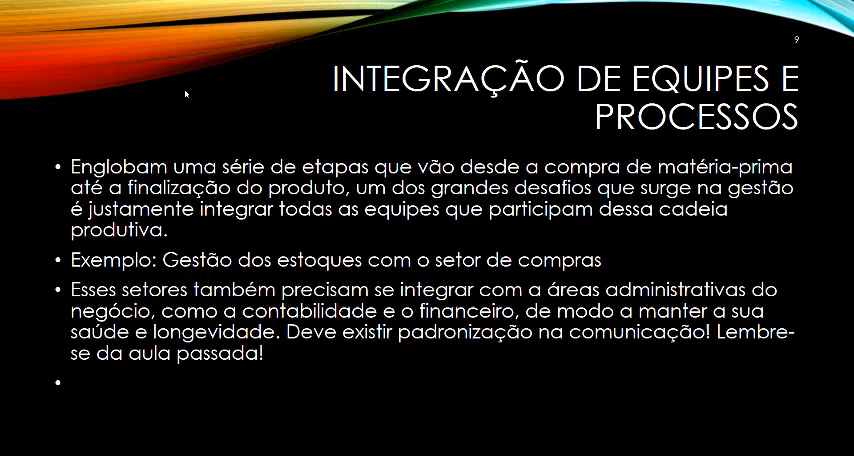 9
INTEGRAÇÃO DE EQUIPES E
PROCESSOS
• Englobam uma série de etapas que vão desde a compra de matéria-prima
até a finalização do produto, um dos grandes desafios que surge na gestão
é justamente integrar todas as equipes que participam dessa cadeia
produtiva.
• Exemplo: Gestão dos estoques com o setor de compras
• Esses setores também precisam se integrar com a áreas administrativas do
negócio, como a contabilidade e o financeiro, de modo a manter a sua
saúde e longevidade. Deve existir padronização na comunicação! Lembre-
se da aula passada!
•